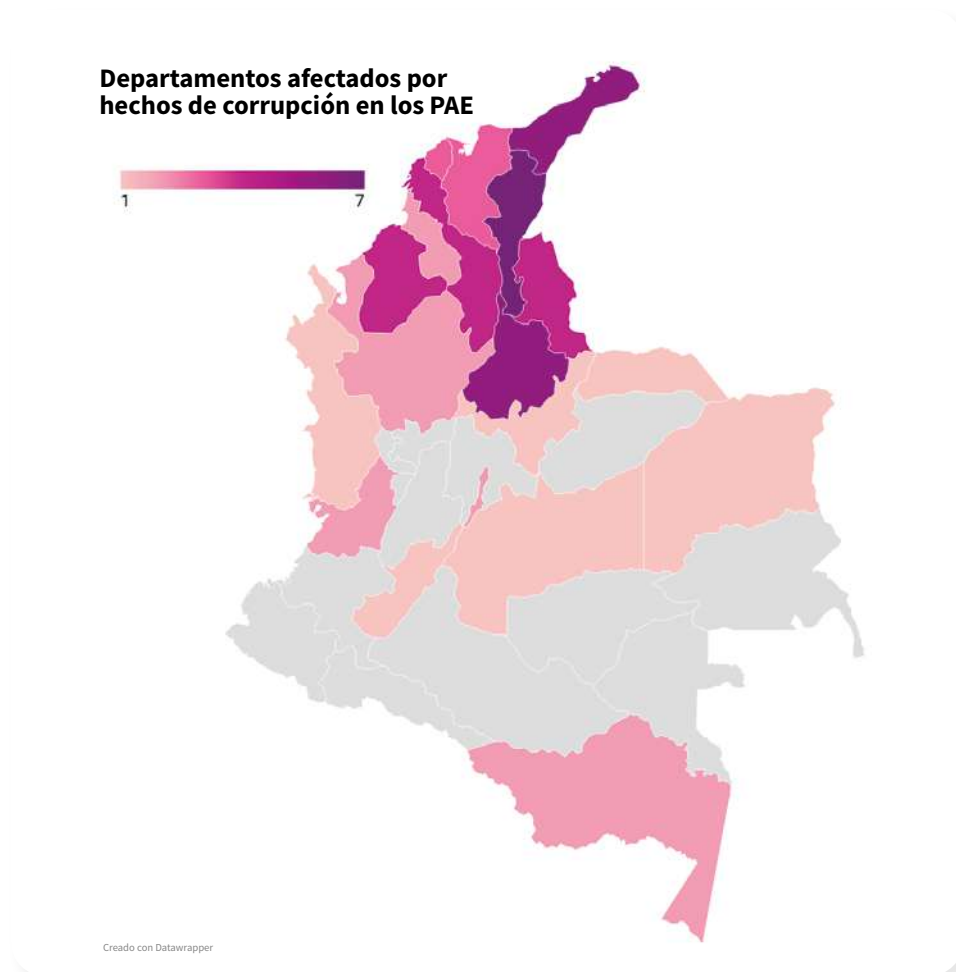 Departamentos afectados por
hechos de corrupción en los PAE
1 7
Creado con Datawrapper